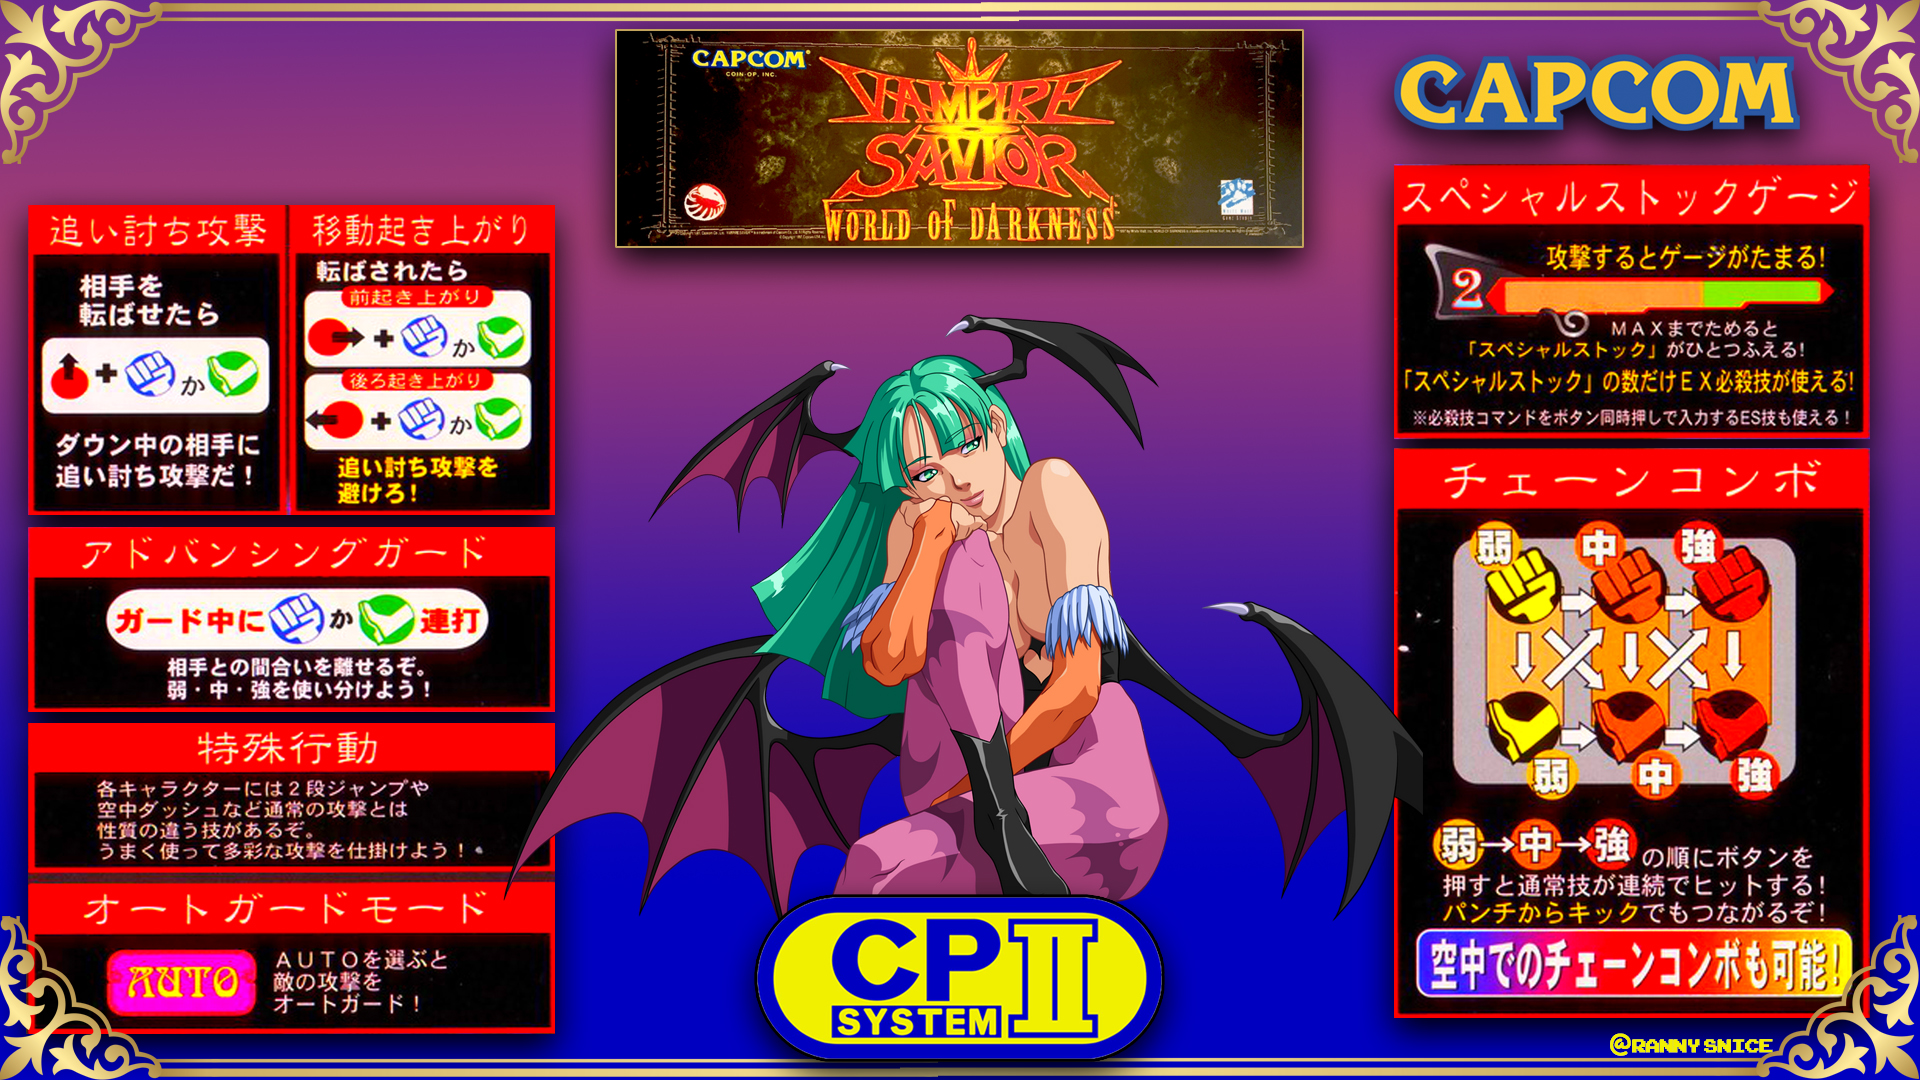 CAPCOM
COIN-OP, INC.
VAMPIRE
SAVIOR
WORLD OF DARKNESS
CAPCOM
追い討ち攻撃
相手を
転ばせたら
+ か
ダウン中の相手に
追い討ち攻撃だ！
移動起き上がり
転ばされたら
前起き上がり
+ か
後ろ起き上がり
+ か
追い討ち攻撃を
避けろ！
アドバンシングガード
ガード中に か 連打
相手との間合いを離せるぞ。
弱・中・強を使い分けよう！
特殊行動
各キャラクターには２段ジャンプや
空中ダッシュなど通常の攻撃とは
性質の違う技があるぞ。
うまく使って多彩な攻撃を仕掛けよう！
オートガードモード
AUTO
ＡＵＴＯを選ぶと
敵の攻撃を
オートガード！
スペシャルストックゲージ
攻撃するとゲージがたまる！
2
ＭＡＸまでためると
「スペシャルストック」がひとつふえる！
「スペシャルストック」の数だけＥＸ必殺技が使える！
※必殺技コマンドをボタン同時押しで入力するES技も使える！
チェーンコンボ
弱 中 強
弱 中 強
弱→中→強の順にボタンを
押すと通常技が連続でヒットする！
パンチからキックでもつながるぞ！
空中でのチェーンコンボも可能！
CP II
SYSTEM
@RANNYSNICE